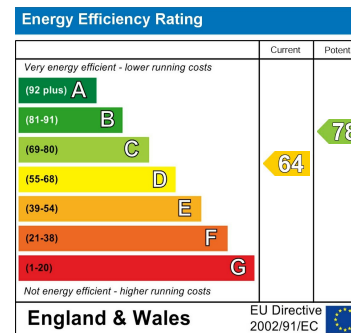 Energy Efficiency Rating
Current
Very energy efficient - lower running costs
(92 plus) A
(81-91) B
(69-80) C
(55-68) D
(39-54) E
(21-38) F
(1-20) G
64
78
Not energy efficient - higher running costs
England & Wales
EU Directive
2002/91/EC